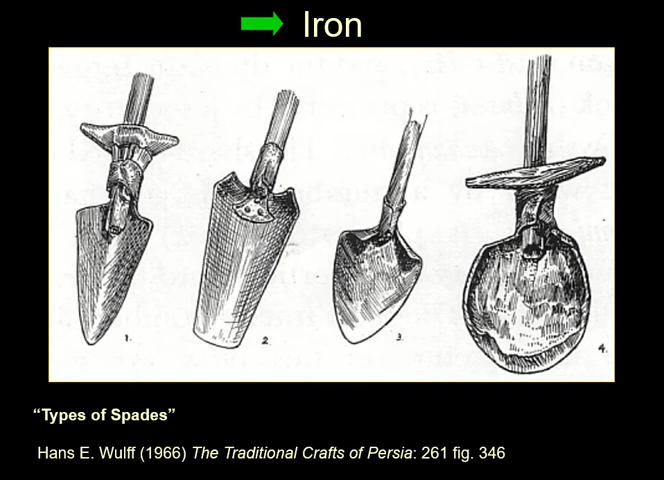 Iron
1.
2
3
4.
“Types of Spades”
Hans E. Wulff (1966) The Traditional Crafts of Persia: 261 fig. 346